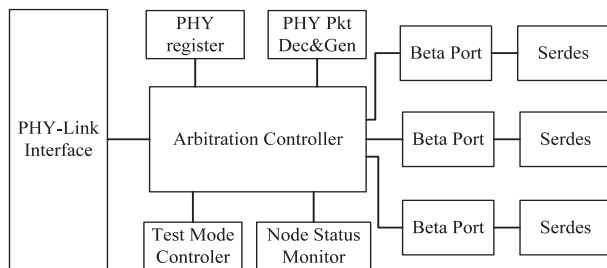 PHY
register
PHY Pkt
Dec&Gen
Beta Port
Serdes
PHY-Link
Interface
Arbitration Controller
Beta Port
Serdes
Test Mode
Controler
Node Status
Monitor
Beta Port
Serdes